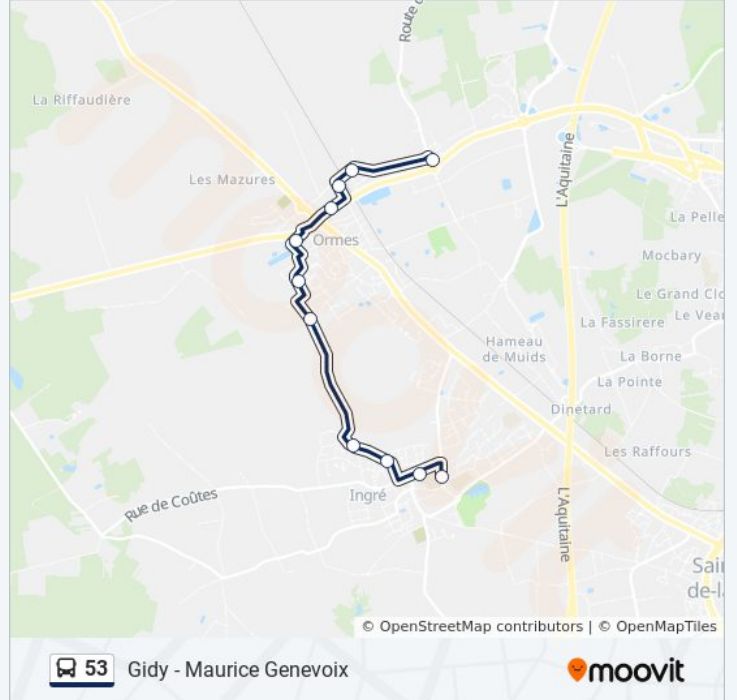 Route
La Riffaudière
L'Aquitaine
Les Mazures
La Pelle
Ormes
Mocbary
Le Grand Clo
La Fassirere
Le Veau
Hameau
de Muids
La Borne
La Pointe
Dinetard
Les Raffours
Ingré
Rue de Coûtes
L'Aquitaine
Sai
de-l
© OpenStreetMap contributors | © OpenMapTiles
53 Gidy - Maurice Genevoix
moovit